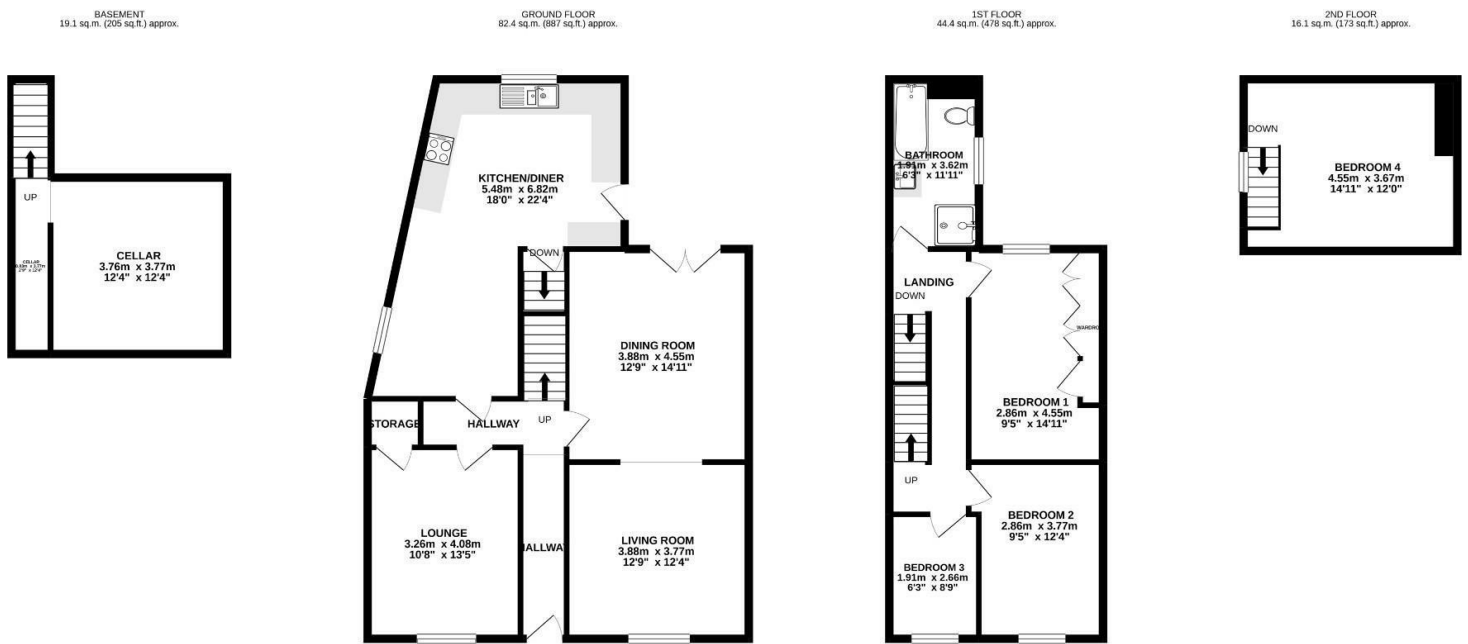 BASEMENT
19.1 sq.m. (205 sq.ft.) approx.
GROUND FLOOR
82.4 sq.m. (887 sq.ft.) approx.
1ST FLOOR
44.4 sq.m. (478 sq.ft.) approx.
2ND FLOOR
16.1 sq.m. (173 sq.ft.) approx.
UP
CELLAR
CELLAR
3.76m x 3.77m
12'4" x 12'4"
KITCHEN/DINER
5.48m x 6.82m
18'0" x 22'4"
DOWN
DINING ROOM
3.88m x 4.55m
12'9" x 14'11"
STORAGE
HALLWAY
UP
LOUNGE
3.26m x 4.08m
10'8" x 13'5"
HALLWAY
LIVING ROOM
3.88m x 3.77m
12'9" x 12'4"
BATHROOM
1.91m x 3.62m
6'3" x 11'11"
LANDING
DOWN
WARDRO
BEDROOM 1
2.86m x 4.55m
9'5" x 14'11"
UP
BEDROOM 2
2.86m x 3.77m
9'5" x 12'4"
BEDROOM 3
1.91m x 2.66m
6'3" x 8'9"
DOWN
BEDROOM 4
4.55m x 3.67m
14'11" x 12'0"